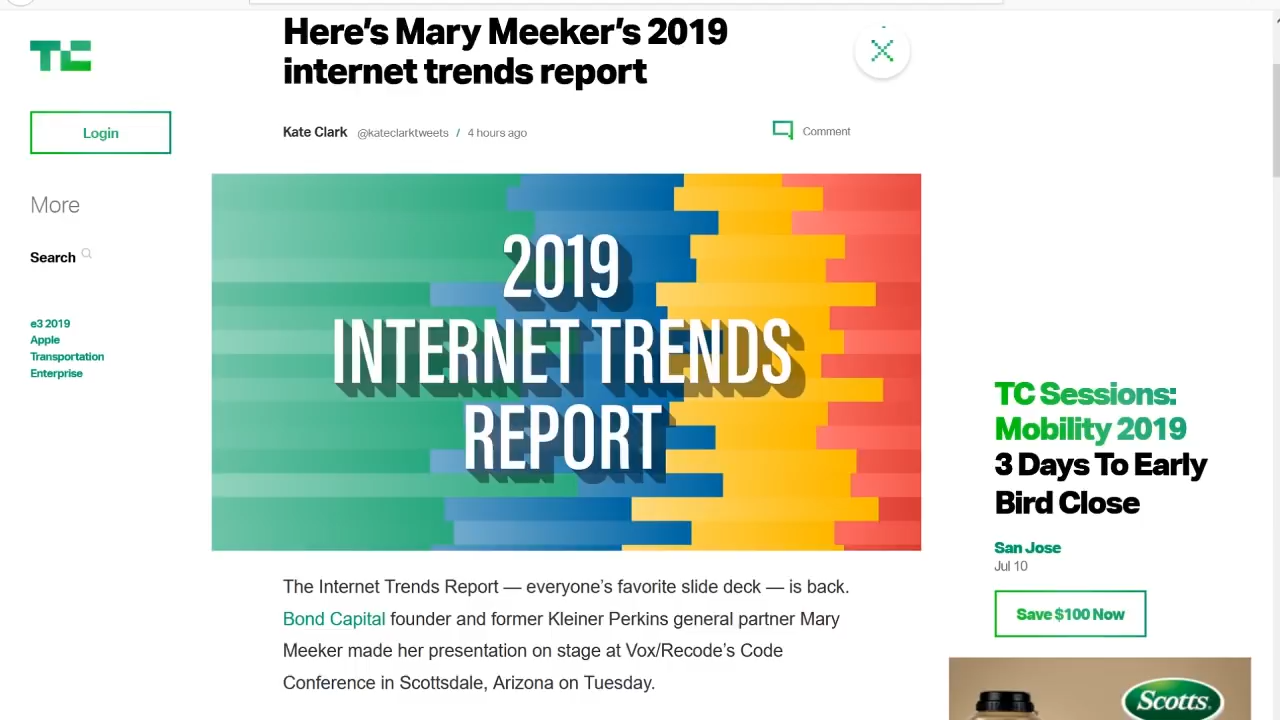 Here's Mary Meeker's 2019
internet trends report
TC
Login
Kate Clark @kateclarktweets / 4 hours ago
Comment
More
Search
e3 2019
Apple
Transportation
Enterprise
2019
INTERNET TRENDS
REPORT
TC Sessions:
Mobility 2019
3 Days To Early
Bird Close
San Jose
Jul 10
Save $100 Now
The Internet Trends Report — everyone's favorite slide deck — is back.
Bond Capital founder and former Kleiner Perkins general partner Mary
Meeker made her presentation on stage at Vox/Recode's Code
Conference in Scottsdale, Arizona on Tuesday.
Scotts